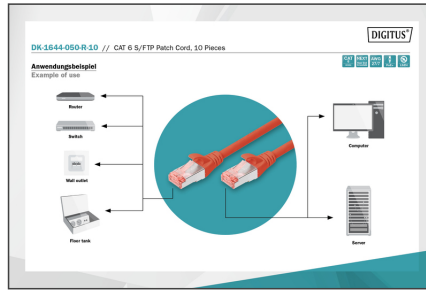 DIGITUS®
DK-1644-050-R-10 // CAT 6 S/FTP Patch Cord, 10 Pieces
Anwendungsbeispiel
Example of use
Router
Switch
Wall outlet
Floor tank
Computer
Server